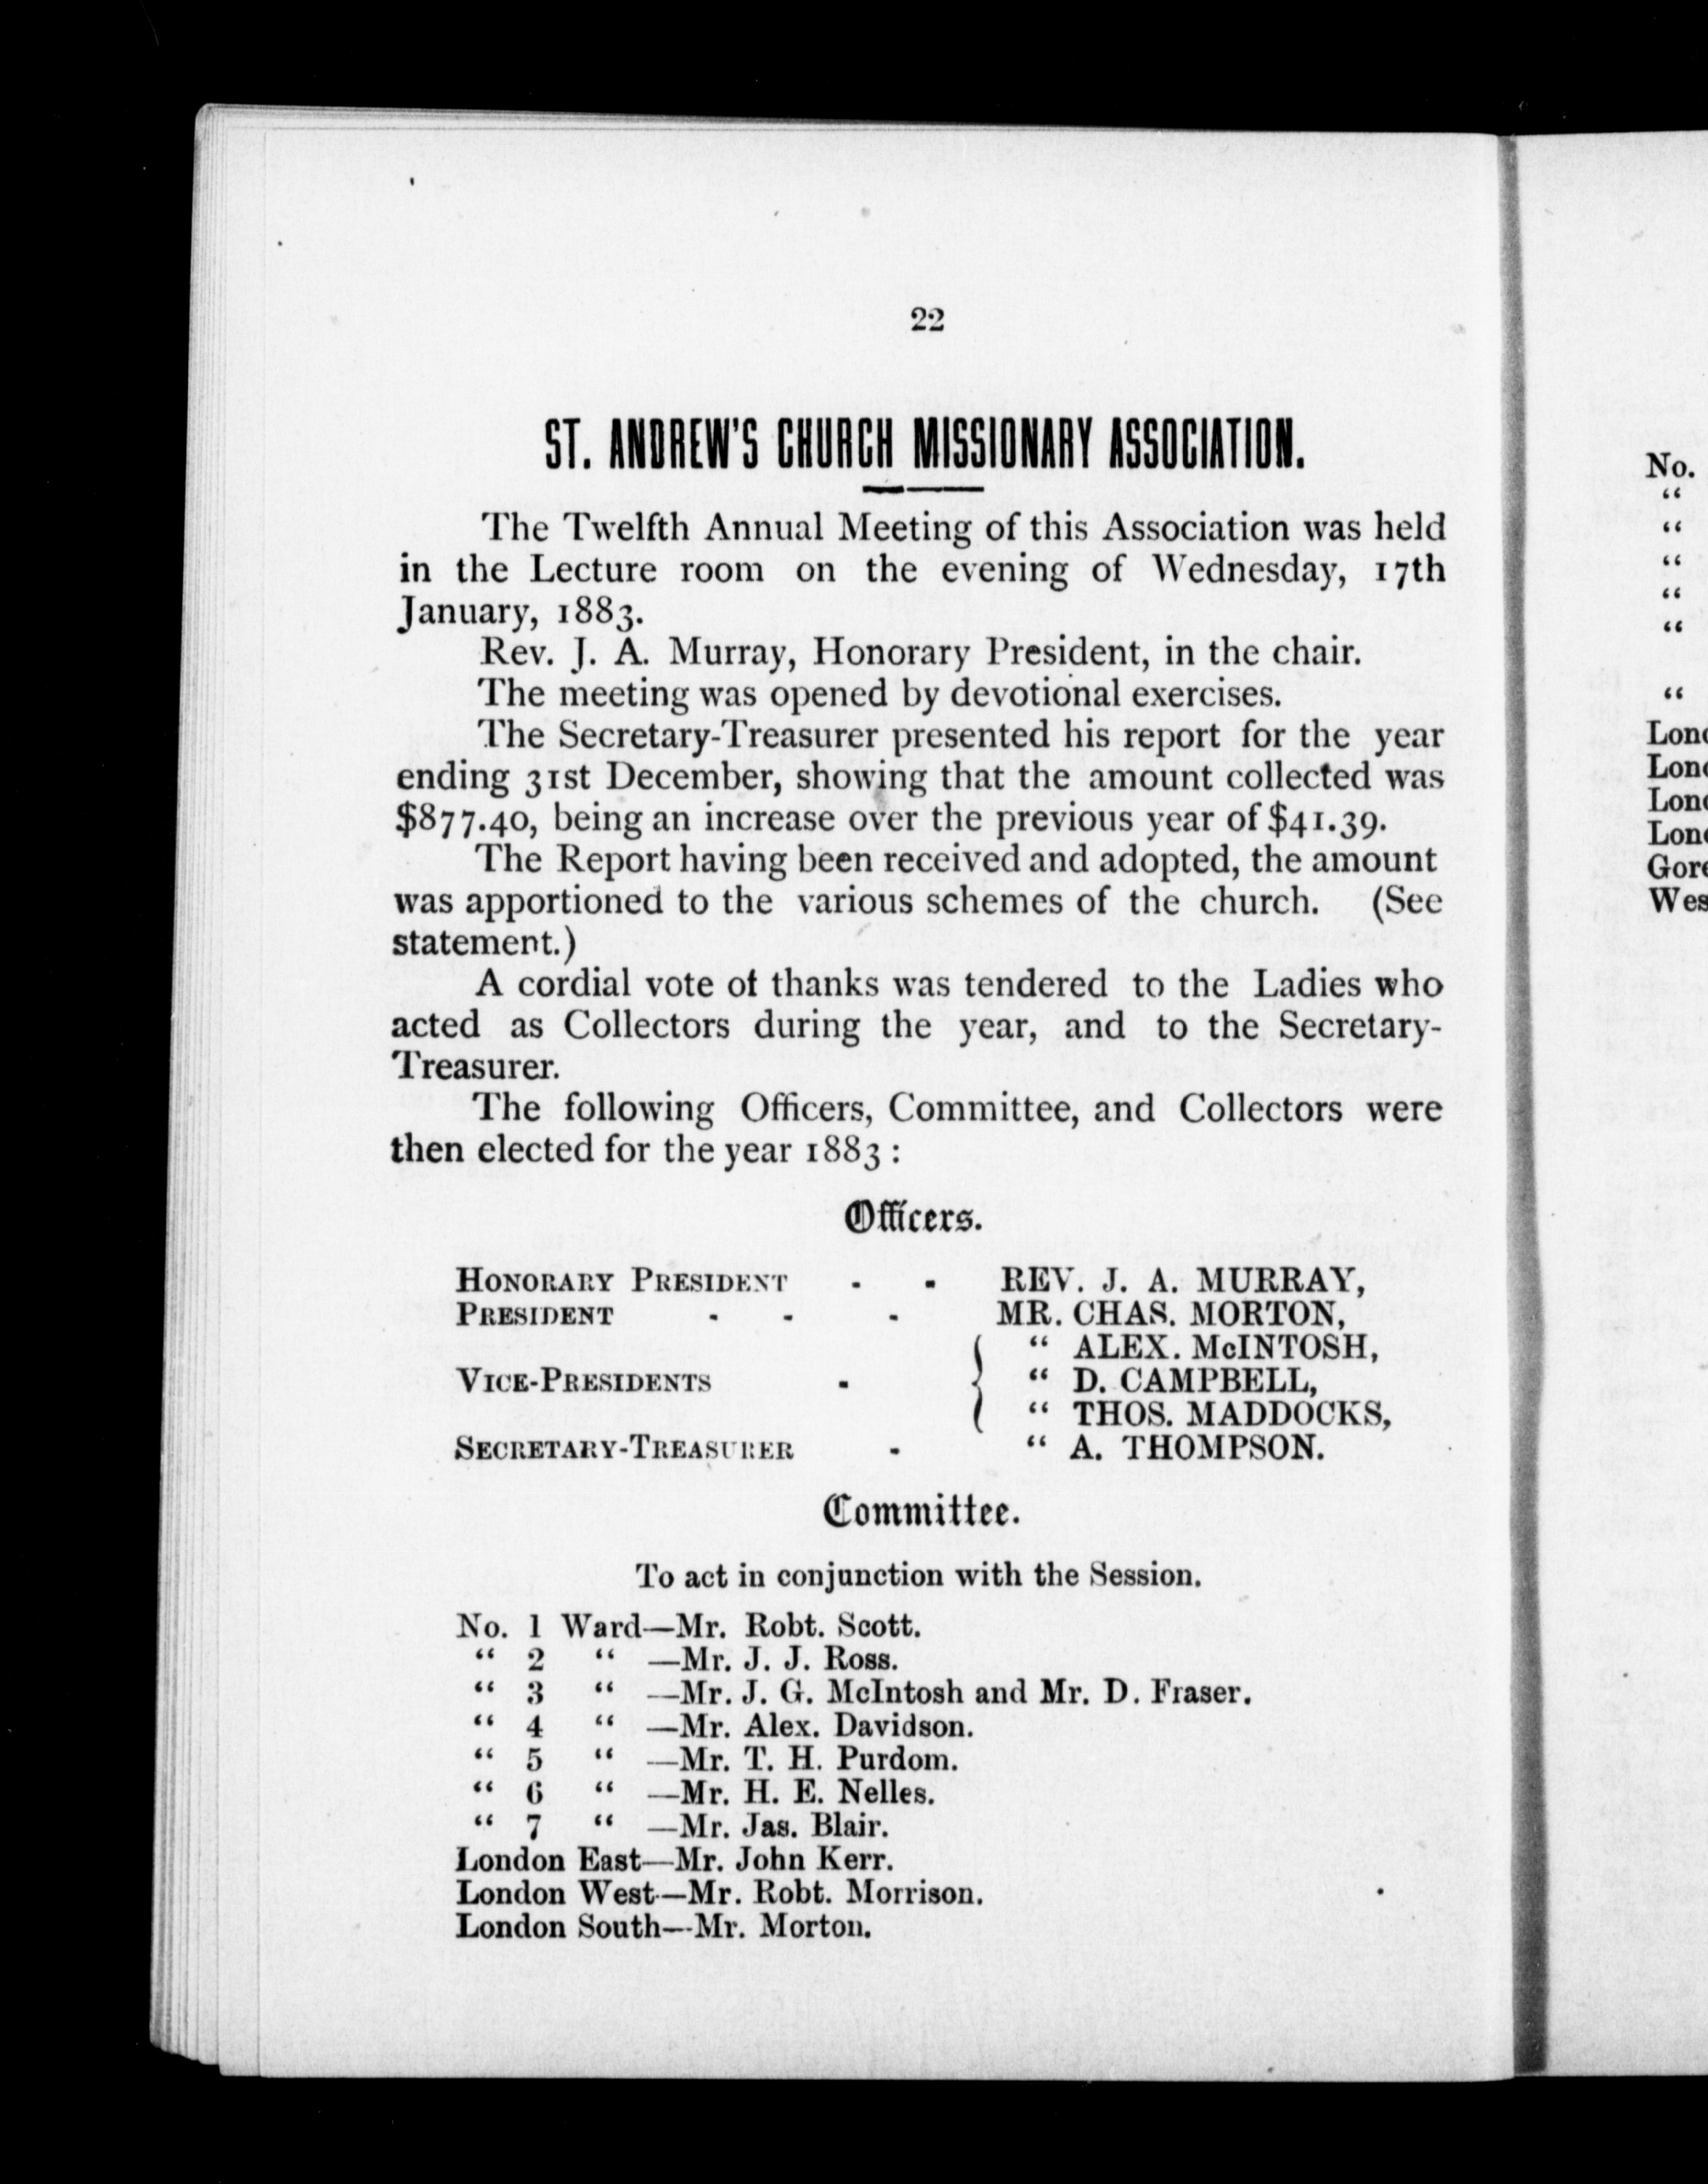 22
ST. ANDREW'S CHURCH MISSIONARY ASSOCIATION.
The Twelfth Annual Meeting of this Association was held
in the Lecture room on the evening of Wednesday, 17th
January, 1883.
Rev. J. A. Murray, Honorary President, in the chair.
The meeting was opened by devotional exercises.
The Secretary-Treasurer presented his report for the year
ending 31st December, showing that the amount collected was
$877.40, being an increase over the previous year of $41.39.
The Report having been received and adopted, the amount
was apportioned to the various schemes of the church. (See
statement.)
A cordial vote of thanks was tendered to the Ladies who
acted as Collectors during the year, and to the Secretary-
Treasurer.
The following Officers, Committee, and Collectors were
then elected for the year 1883 :
Officers.
HONORARY PRESIDENT - - REV. J. A. MURRAY,
PRESIDENT - - - MR. CHAS. MORTON,
" ALEX. McINTOSH,
VICE-PRESIDENTS - { " D. CAMPBELL,
" THOS. MADDOCKS,
SECRETARY-TREASURER - " A. THOMPSON.
Committee.
To act in conjunction with the Session.
No. 1 Ward—Mr. Robt. Scott.
" 2 " —Mr. J. J. Ross.
" 3 " —Mr. J. G. McIntosh and Mr. D. Fraser.
" 4 " —Mr. Alex. Davidson.
" 5 " —Mr. T. H. Purdom.
" 6 " —Mr. H. E. Nelles.
" 7 " —Mr. Jas. Blair.
London East—Mr. John Kerr.
London West—Mr. Robt. Morrison.
London South—Mr. Morton.
No.
"
"
"
"
"
"